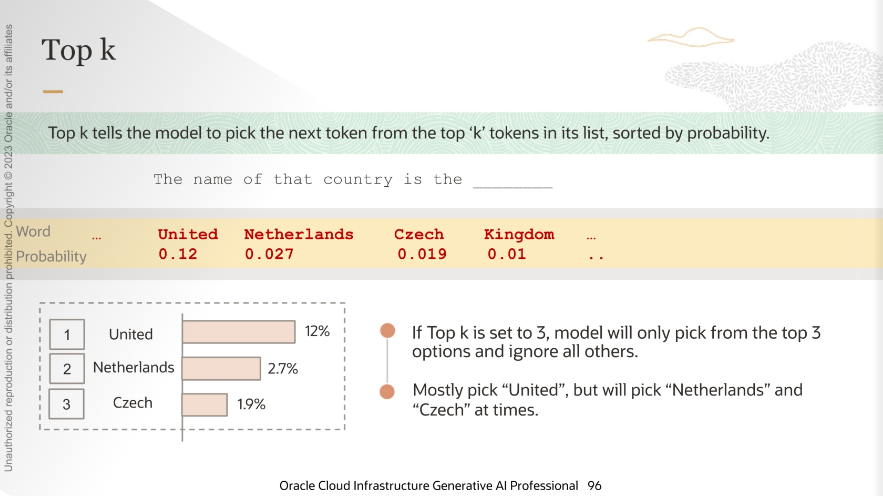 Top k
Top k tells the model to pick the next token from the top ‘k’ tokens in its list, sorted by probability.
The name of that country is the ________
Word … United Netherlands Czech Kingdom …
Probability 0.12 0.027 0.019 0.01 ..
1 United 12%
2 Netherlands 2.7%
3 Czech 1.9%
If Top k is set to 3, model will only pick from the top 3
options and ignore all others.
Mostly pick “United”, but will pick “Netherlands” and
“Czech” at times.
Oracle Cloud Infrastructure Generative AI Professional 96
Unauthorized reproduction or distribution prohibited. Copyright © 2023 Oracle and/or its affiliates